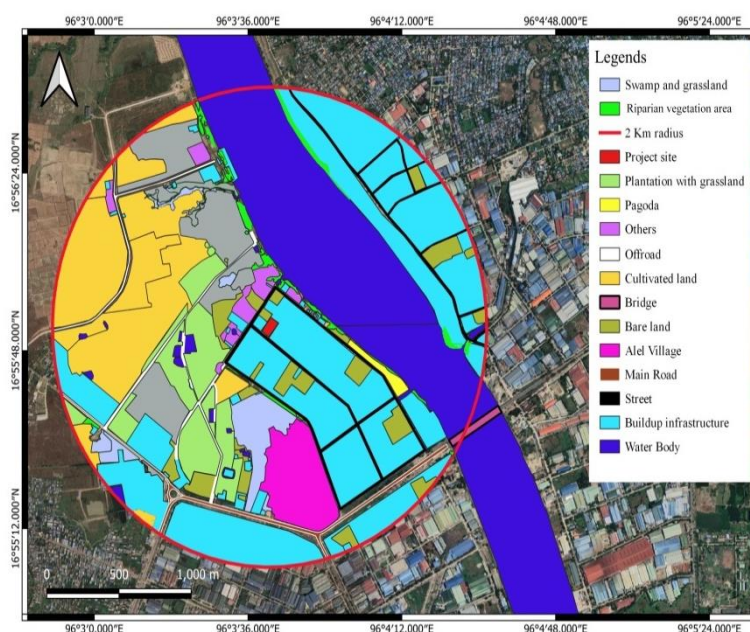 96°3'0.000"E 96°3'36.000"E 96°4'12.000"E 96°4'48.000"E 96°5'24.000"E
16°56'24.000"N
16°55'48.000"N
16°55'12.000"N
Legends
Swamp and grassland
Riparian vegetation area
2 Km radius
Project site
Plantation with grassland
Pagoda
Others
Offroad
Cultivated land
Bridge
Bare land
Alel Village
Main Road
Street
Buildup infrastructure
Water Body
0 500 1,000 m
96°3'0.000"E 96°3'36.000"E 96°4'12.000"E 96°4'48.000"E 96°5'24.000"E